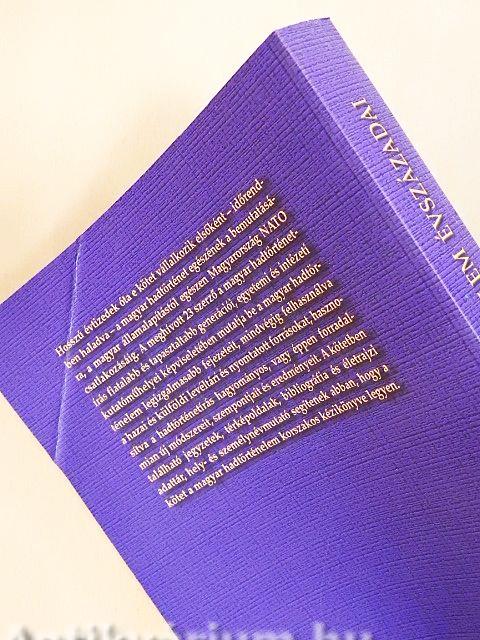 EM ÉVSZÁZADAI
Hosszú évtizedek óta e kötet vállalkozik elsőként – időrend-
ben haladva – a magyar hadtörténet egészének a bemutatásá-
ra, a magyar államalapítástól egészen Magyarország NATO
csatlakozásáig. A meghívott 23 szerző a magyar hadtörténet-
írás fiatalabb és tapasztaltabb generációi, egyetemi és intézeti
kutatóműhelyei képviseletében mutatja be a magyar hadtör-
ténelem legizgalmasabb fejezeteit, mindvégig felhasználva
a hazai és külföldi levéltári és nyomtatott forrásokat, haszno-
sítva a hadtörténetírás hagyományos, vagy éppen forradal-
mian új módszereit, szempontjait és eredményeit. A kötetben
található jegyzetek, térképoldalak, bibliográfia és életrajzi
adattár, hely- és személynévmutató segítenek abban, hogy a
kötet a magyar hadtörténelem korszakos kézikönyve legyen.